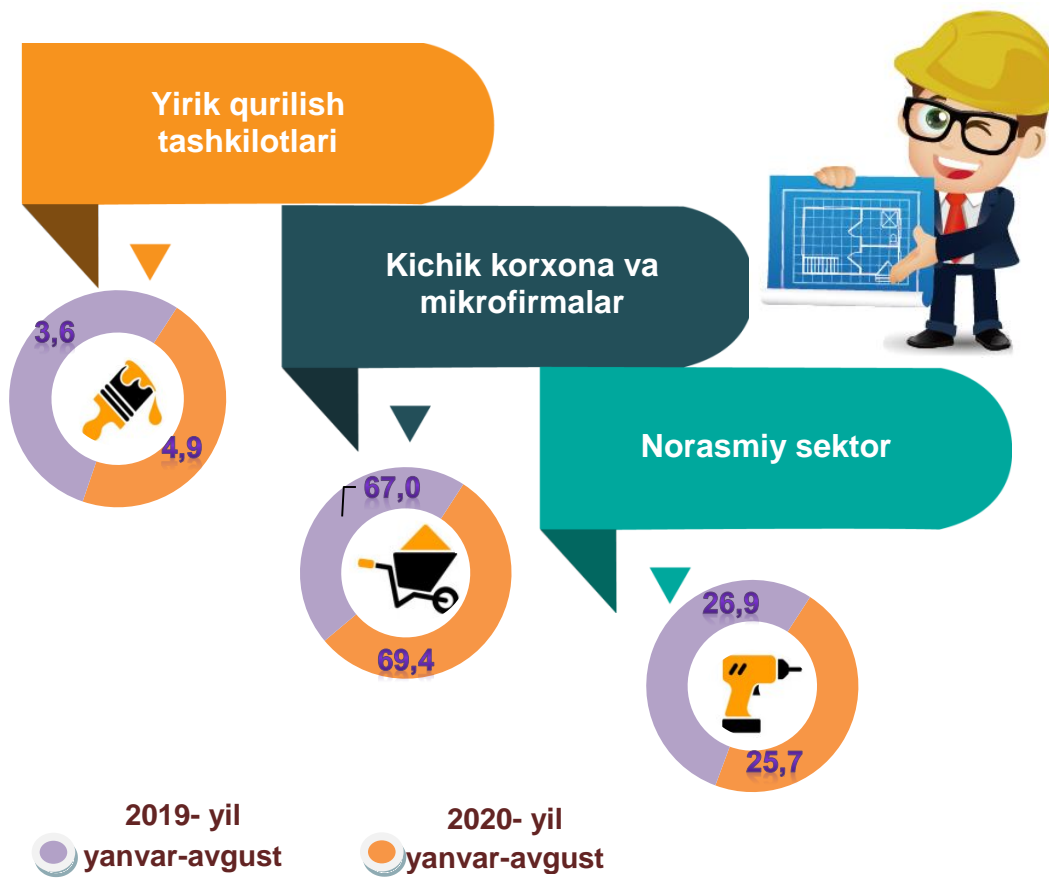 Yirik qurilish
tashkilotlari
Kichik korxona va
mikrofirmalar
Norasmiy sektor
3,6
4,9
67,0
69,4
26,9
25,7
2019- yil
yanvar-avgust
2020- yil
yanvar-avgust